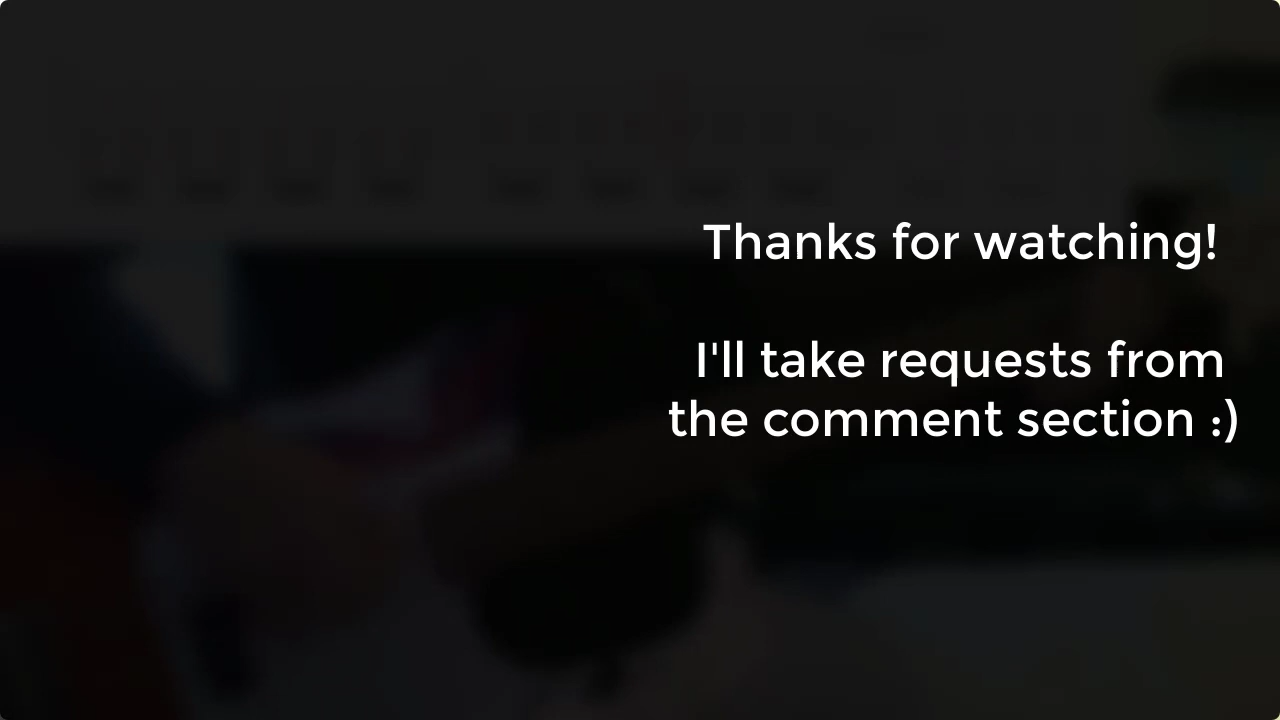 Thanks for watching!
I'll take requests from
the comment section :)